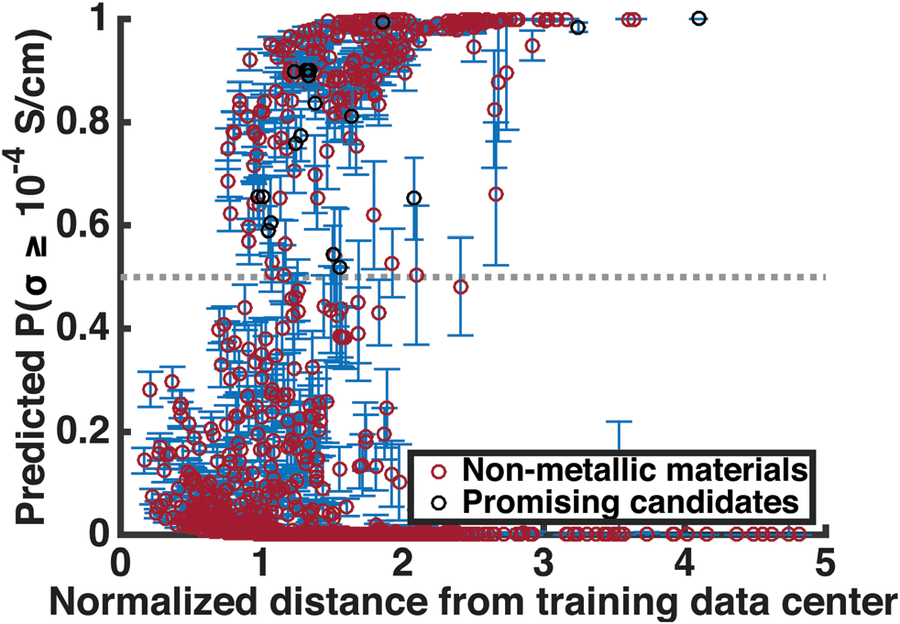 Predicted P(σ ≥ 10⁻⁴ S/cm)
1
0.8
0.6
0.4
0.2
0
0 1 2 3 4 5
Non-metallic materials
Promising candidates
Normalized distance from training data center